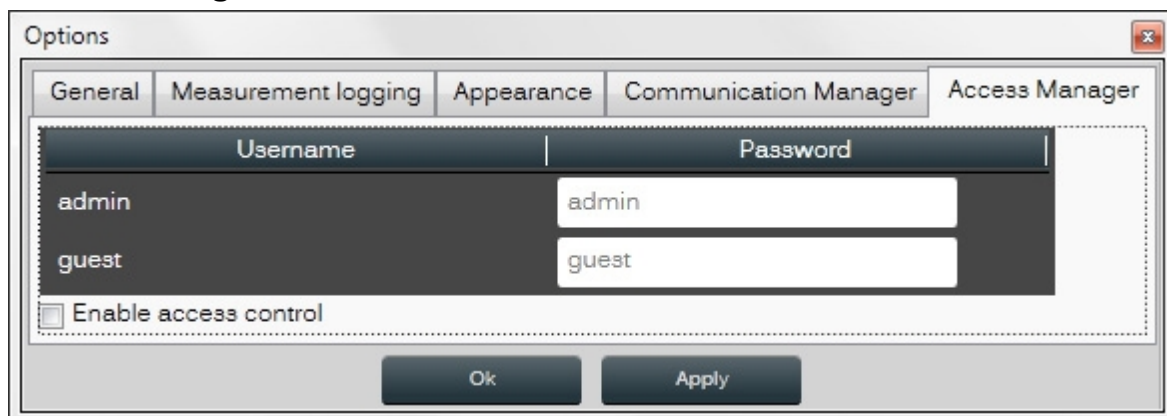 Options
General Measurement logging Appearance Communication Manager Access Manager
Username Password
admin admin
guest guest
Enable access control
Ok Apply